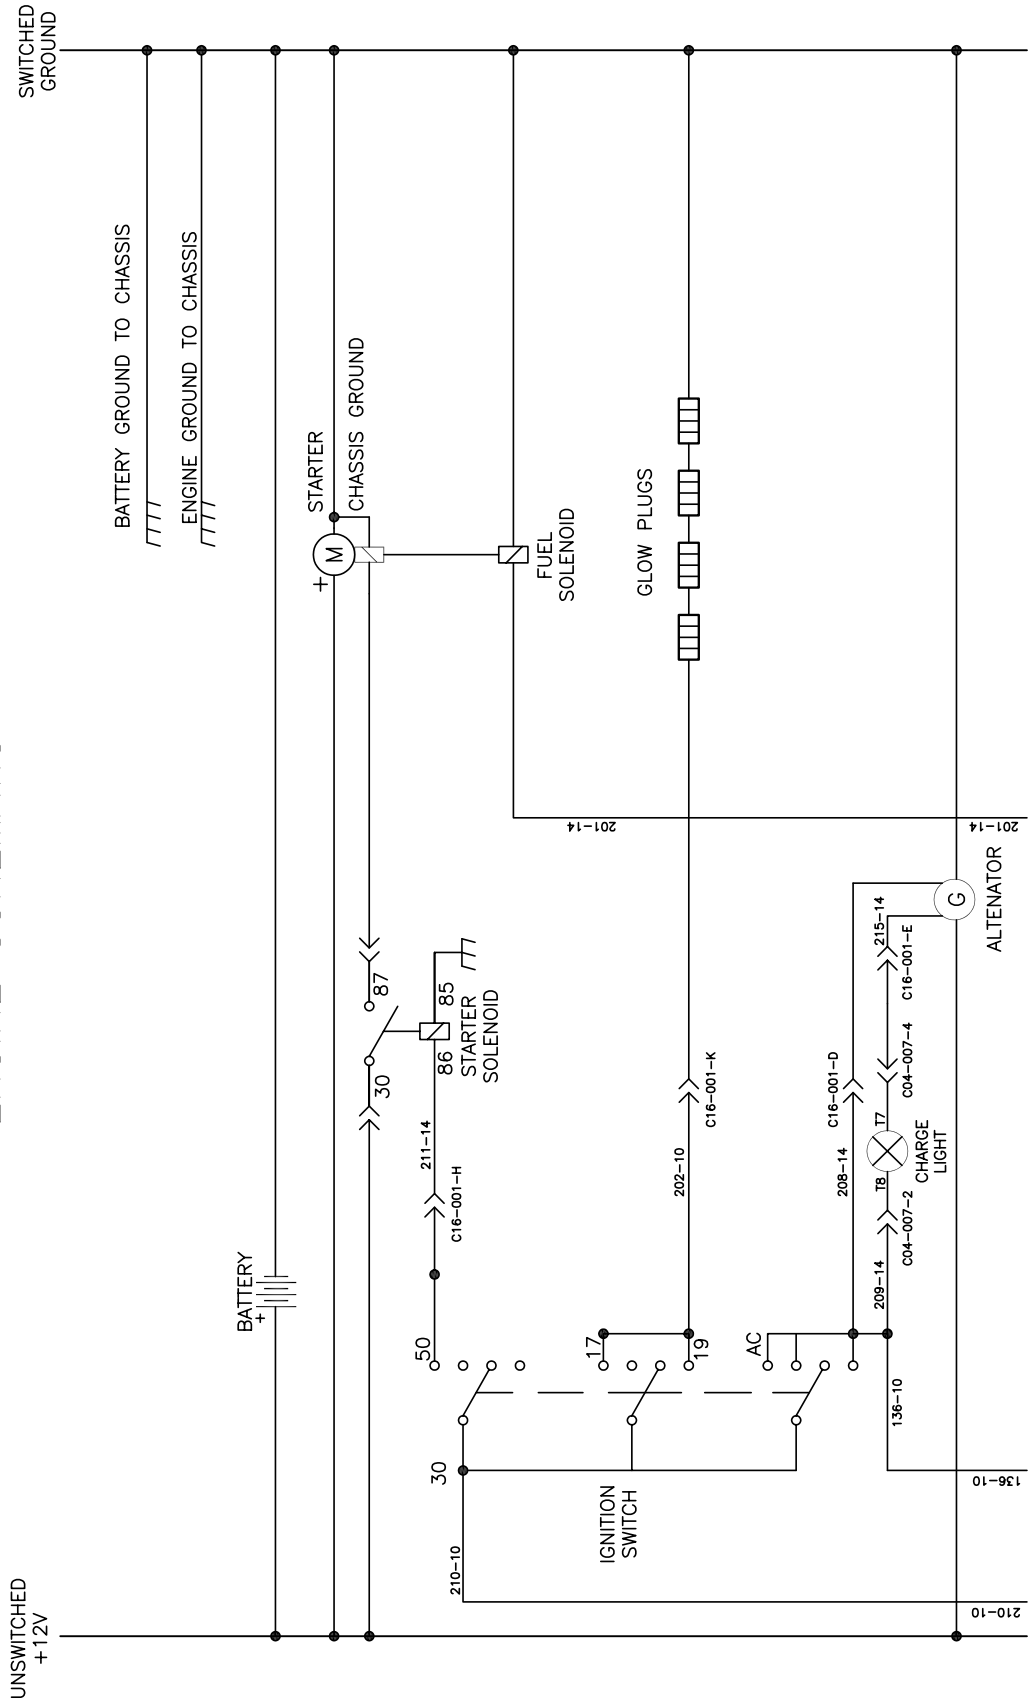 SWITCHED
GROUND
BATTERY GROUND TO CHASSIS
ENGINE GROUND TO CHASSIS
STARTER
CHASSIS GROUND
+
M
FUEL
SOLENOID
GLOW PLUGS
201-14
201-14
87
30
85
86
STARTER
SOLENOID
211-14
C16-001-H
C16-001-K
202-10
215-14
C16-001-E
G
ALTENATOR
C16-001-D
208-14
C04-007-4
T7
T8
CHARGE
LIGHT
C04-007-2
209-14
BATTERY
+
50
17
19
AC
30
IGNITION
SWITCH
136-10
136-10
210-10
210-10
UNSWITCHED
+12V